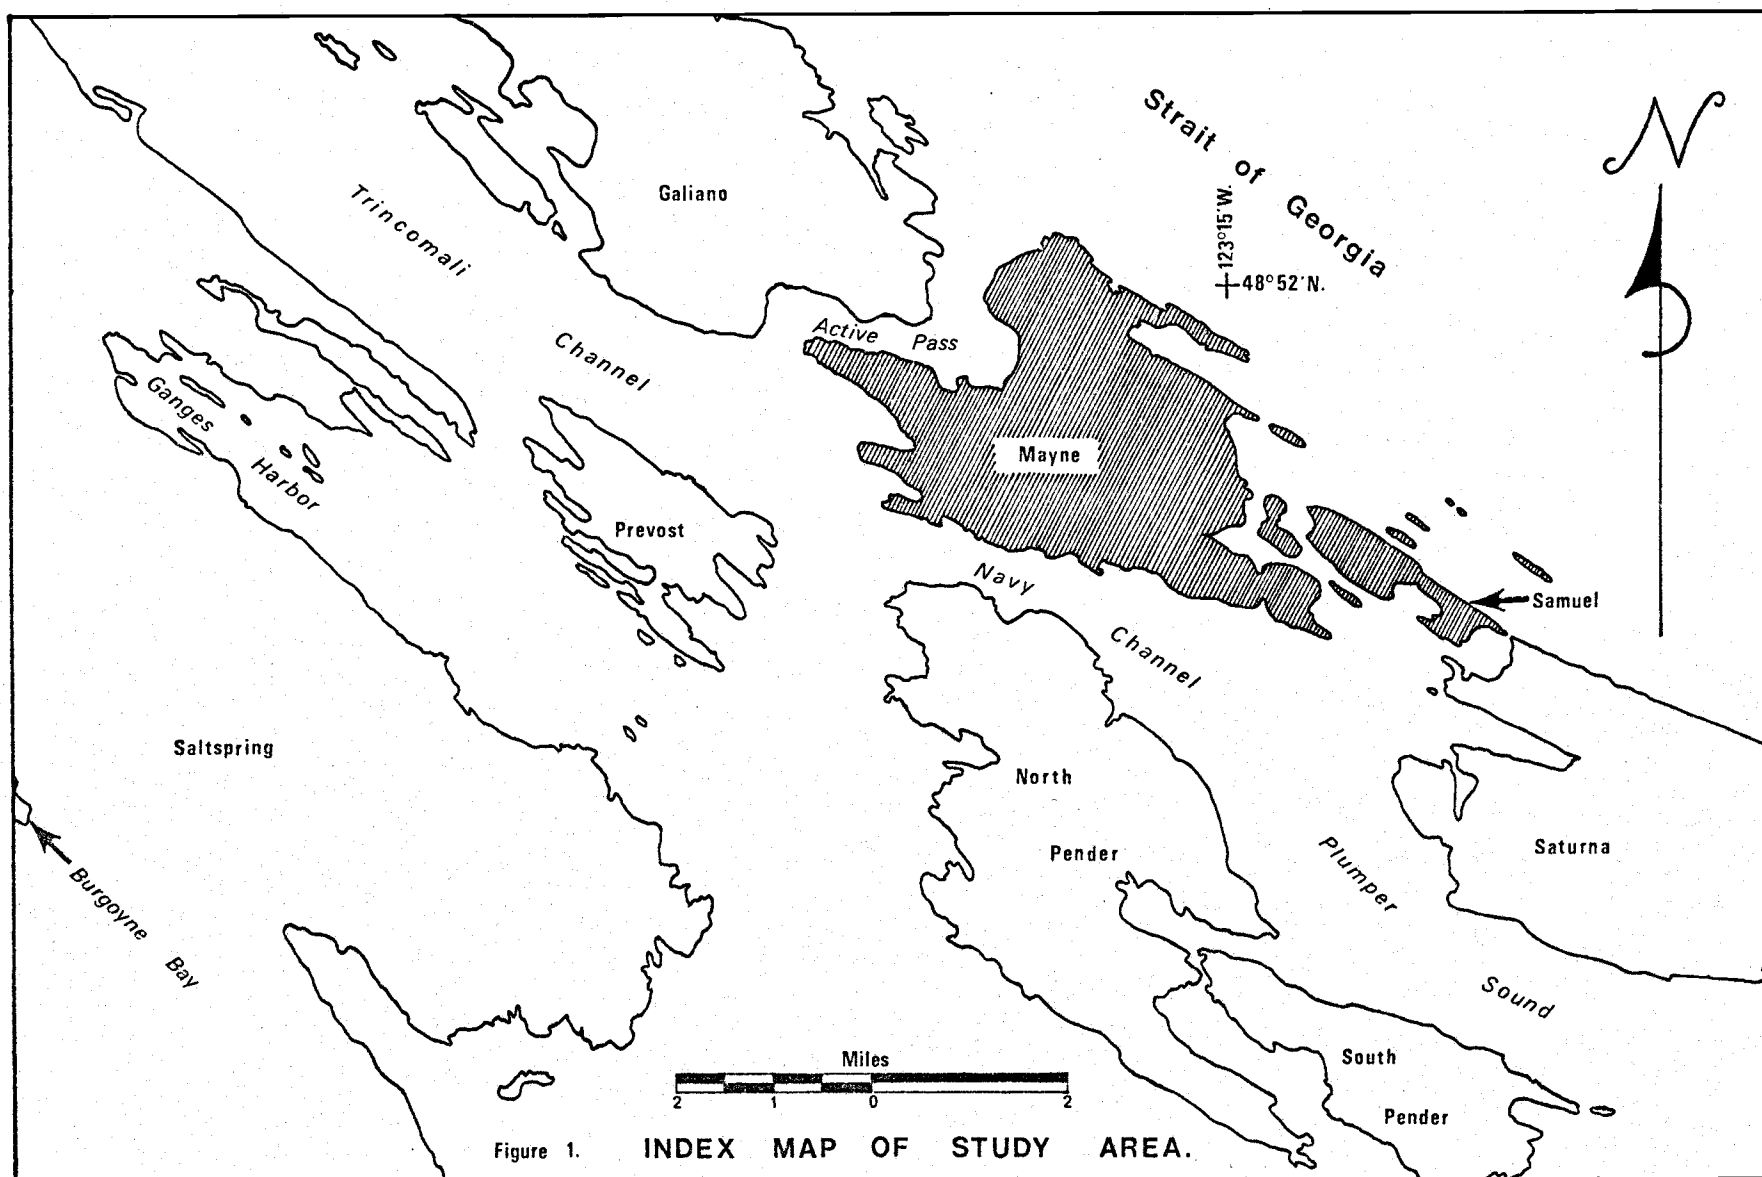 Strait of Georgia
N
Galiano
Trincomali
Channel
123°15'W.
48°52'N.
Active Pass
Ganges
Harbor
Mayne
Prevost
Navy
Channel
Samuel
Saltspring
North
Pender
Plumper
Sound
Saturna
Burgoyne
Bay
South
Pender
Miles
2 1 0 2
Figure 1. INDEX MAP OF STUDY AREA.